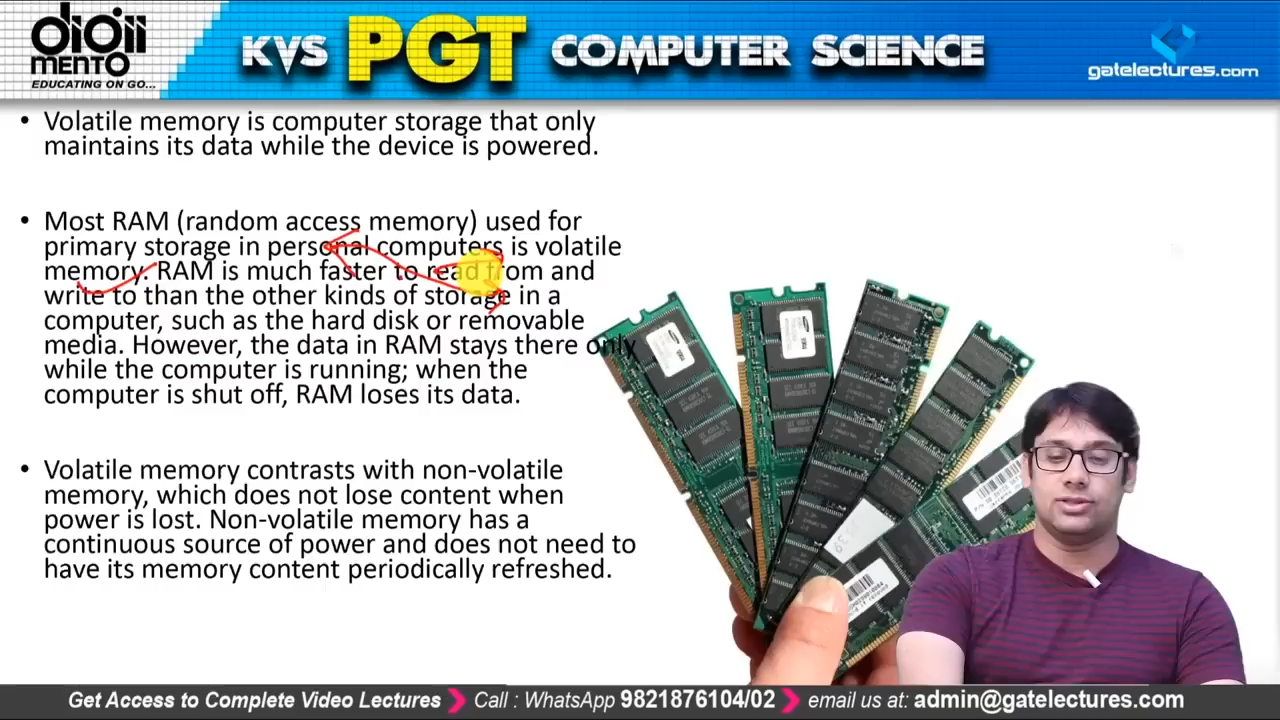 digii
MENTO
EDUCATING ON GO...
KVS PGT COMPUTER SCIENCE
gatelectures.com
• Volatile memory is computer storage that only
maintains its data while the device is powered.
• Most RAM (random access memory) used for
primary storage in personal computers is volatile
memory. RAM is much faster to read from and
write to than the other kinds of storage in a
computer, such as the hard disk or removable
media. However, the data in RAM stays there only
while the computer is running; when the
computer is shut off, RAM loses its data.
• Volatile memory contrasts with non-volatile
memory, which does not lose content when
power is lost. Non-volatile memory has a
continuous source of power and does not need to
have its memory content periodically refreshed.
Get Access to Complete Video Lectures Call : WhatsApp 9821876104/02 email us at: admin@gatelectures.com